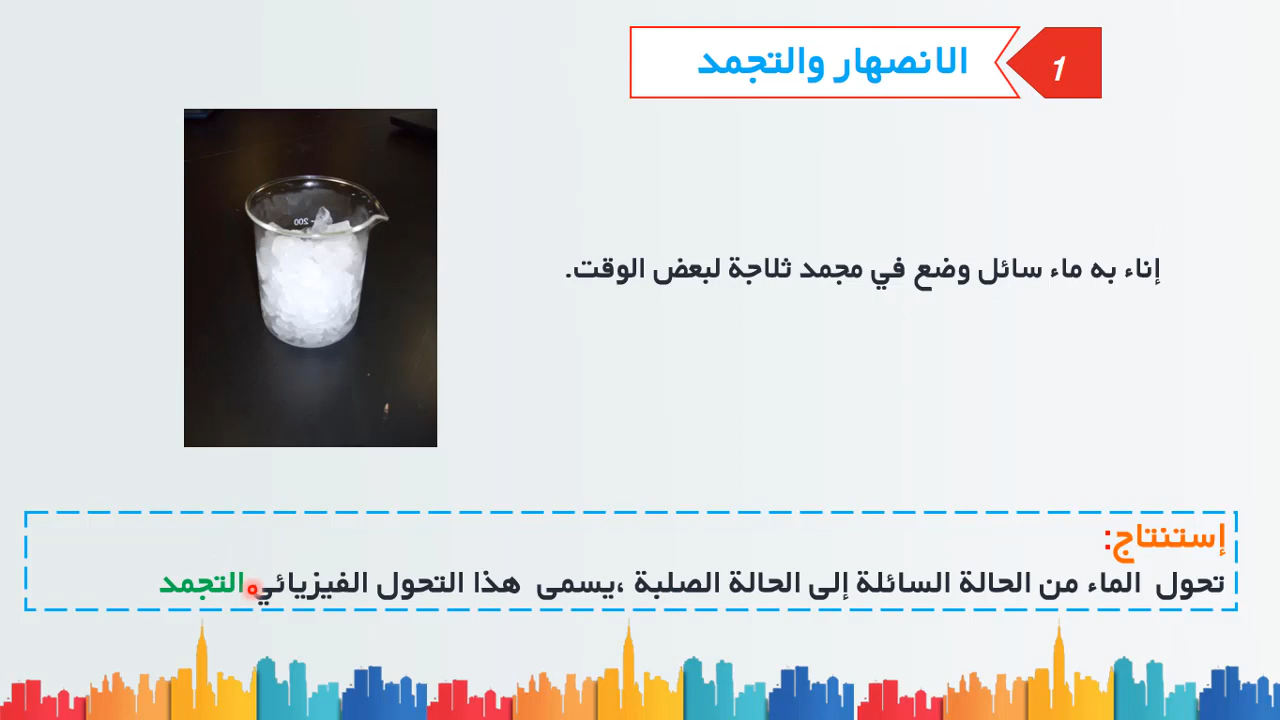 1
الانصهار والتجمد
200
إناء به ماء سائل وضع في مجمد ثلاجة لبعض الوقت.
إستنتاج:
تحول الماء من الحالة السائلة إلى الحالة الصلبة ،يسمى هذا التحول الفيزيائي التجمد